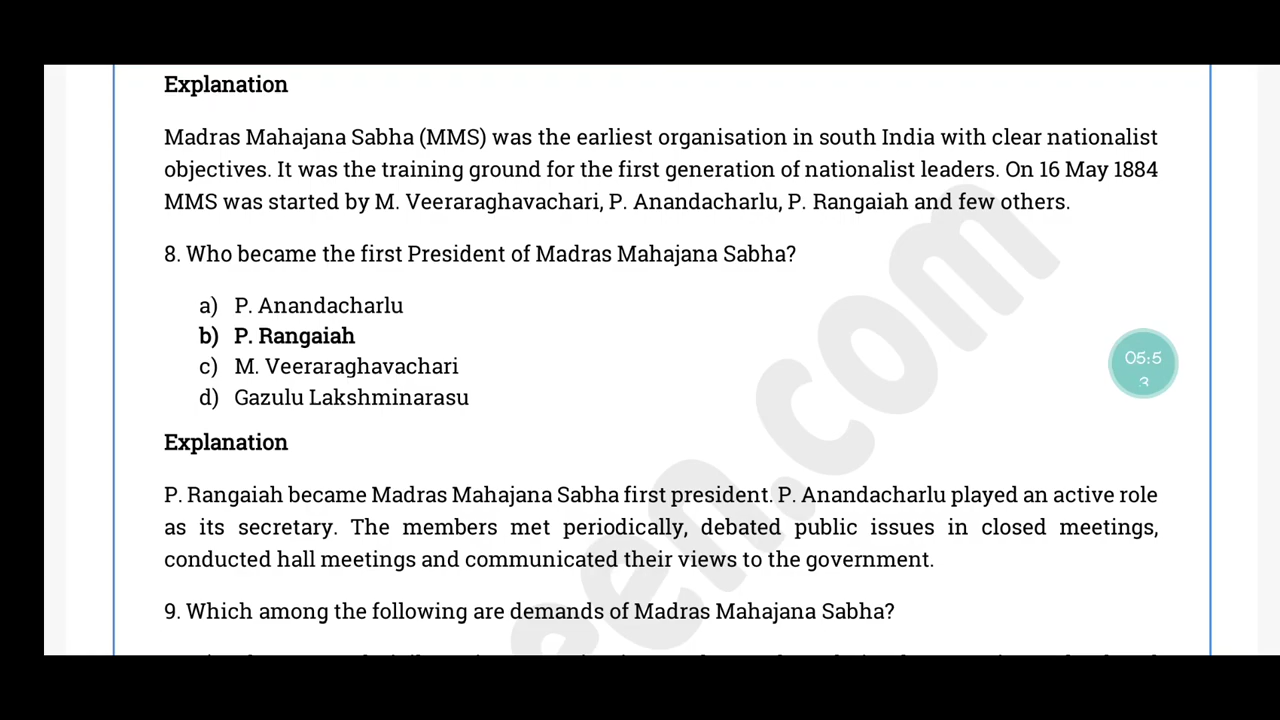 Explanation
Madras Mahajana Sabha (MMS) was the earliest organisation in south India with clear nationalist
objectives. It was the training ground for the first generation of nationalist leaders. On 16 May 1884
MMS was started by M. Veeraraghavachari, P. Anandacharlu, P. Rangaiah and few others.
8. Who became the first President of Madras Mahajana Sabha?
a) P. Anandacharlu
b) P. Rangaiah
c) M. Veeraraghavachari
d) Gazulu Lakshminarasu
05:5
3
Explanation
P. Rangaiah became Madras Mahajana Sabha first president. P. Anandacharlu played an active role
as its secretary. The members met periodically, debated public issues in closed meetings,
conducted hall meetings and communicated their views to the government.
9. Which among the following are demands of Madras Mahajana Sabha?
een.com